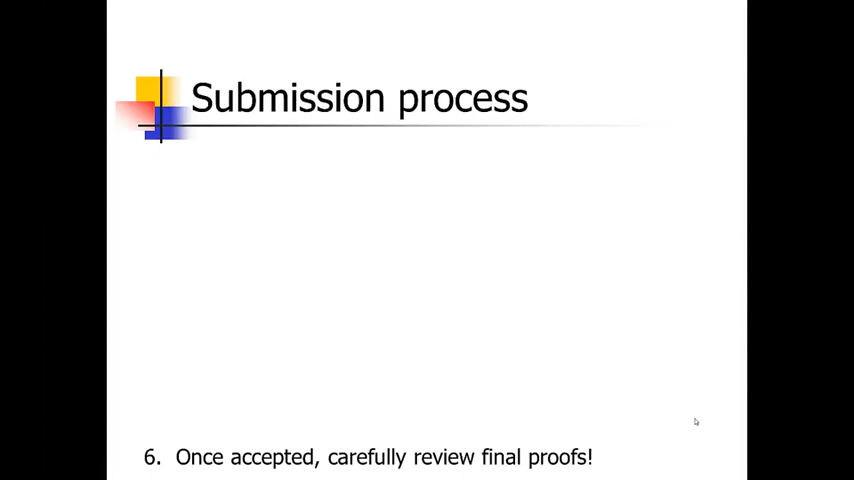 Submission process
6. Once accepted, carefully review final proofs!